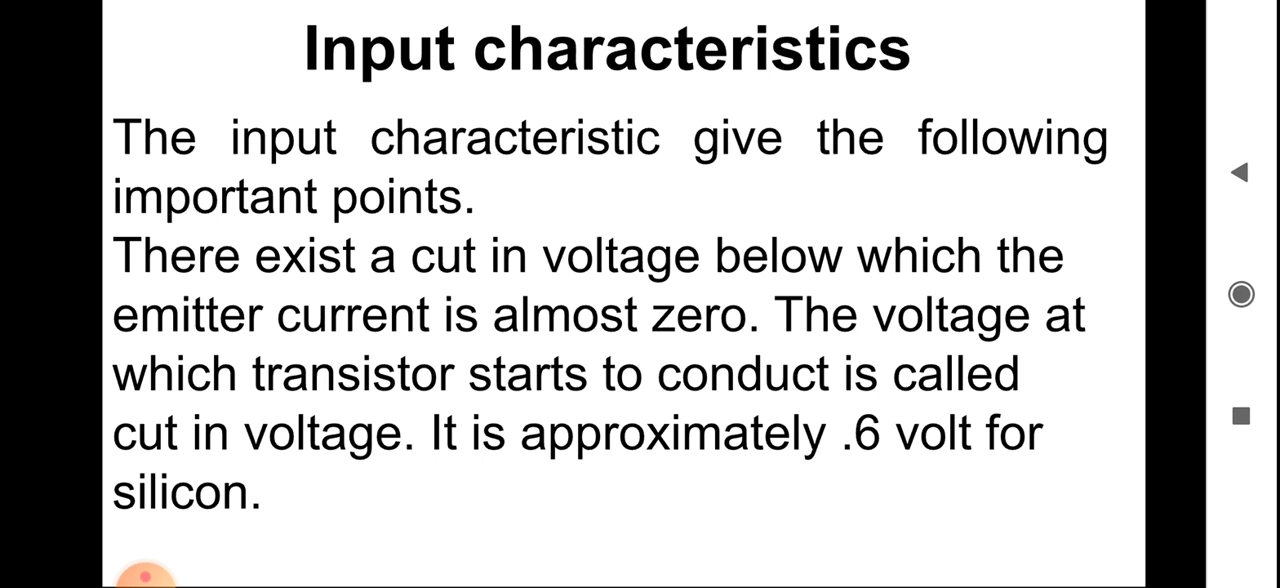 Input characteristics
The input characteristic give the following
important points.
There exist a cut in voltage below which the
emitter current is almost zero. The voltage at
which transistor starts to conduct is called
cut in voltage. It is approximately .6 volt for
silicon.